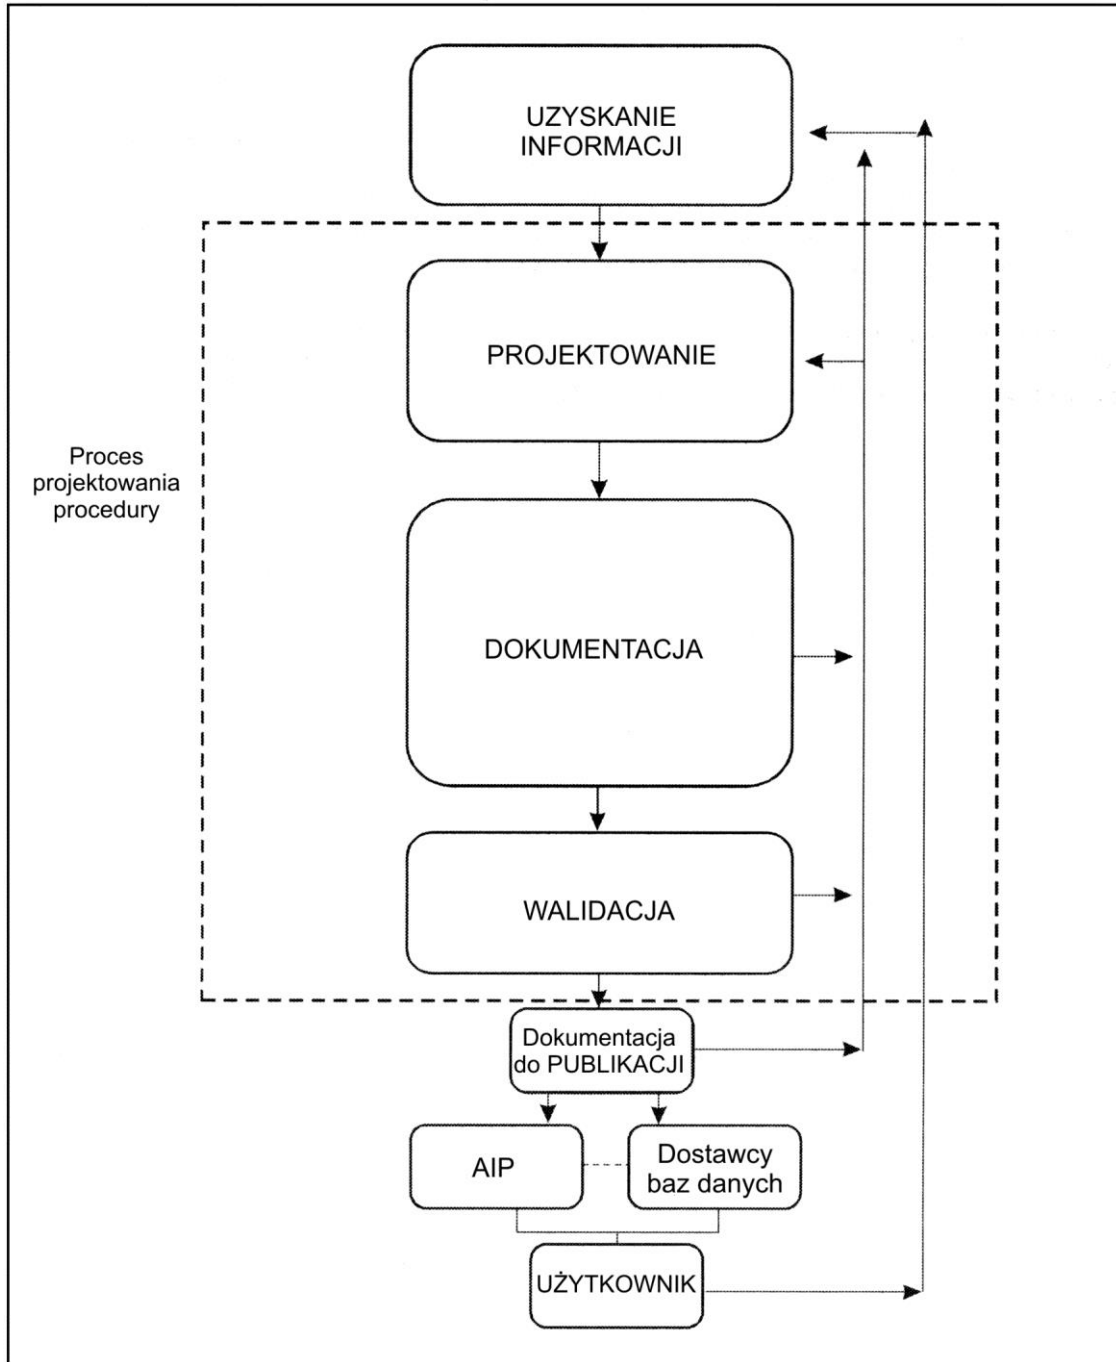 UZYSKANIE
INFORMACJI
PROJEKTOWANIE
Proces
projektowania
procedury
DOKUMENTACJA
WALIDACJA
Dokumentacja
do PUBLIKACJI
AIP
Dostawcy
baz danych
UŻYTKOWNIK